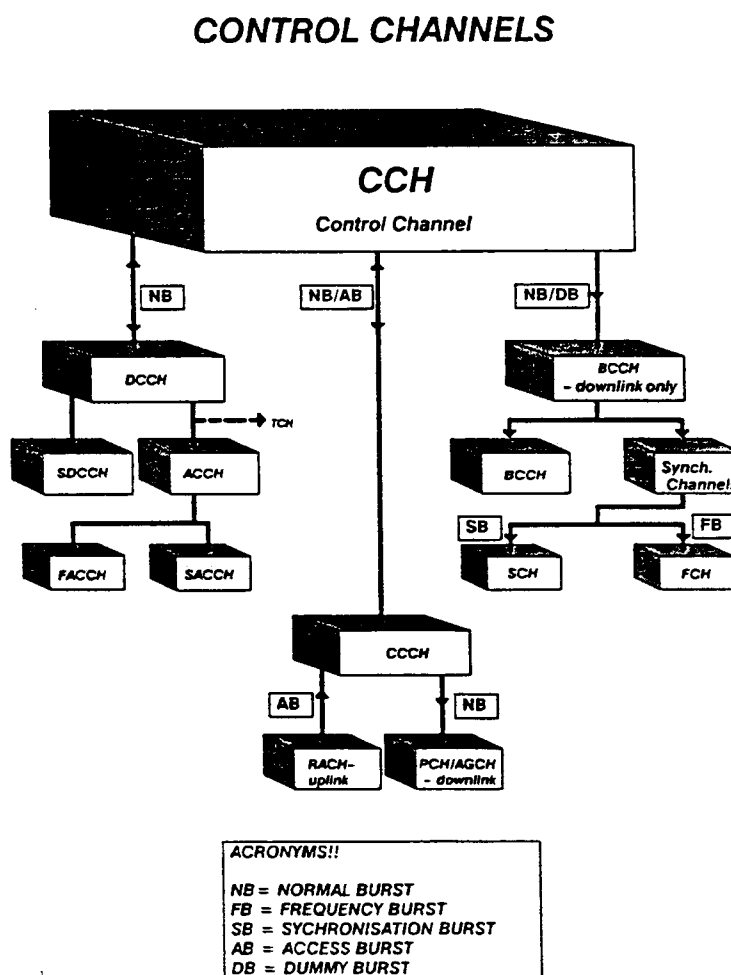 CONTROL CHANNELS
CCH
Control Channel
NB
NB/AB
NB/DB
DCCH
BCCH
- downlink only
TCH
SDCCH
ACCH
BCCH
Synch.
Channels
SB
FB
FACCH
SACCH
SCH
FCH
CCCH
AB
NB
RACH-
uplink
PCH/AGCH
- downlink
ACRONYMS!!
NB = NORMAL BURST
FB = FREQUENCY BURST
SB = SYCHRONISATION BURST
AB = ACCESS BURST
DB = DUMMY BURST